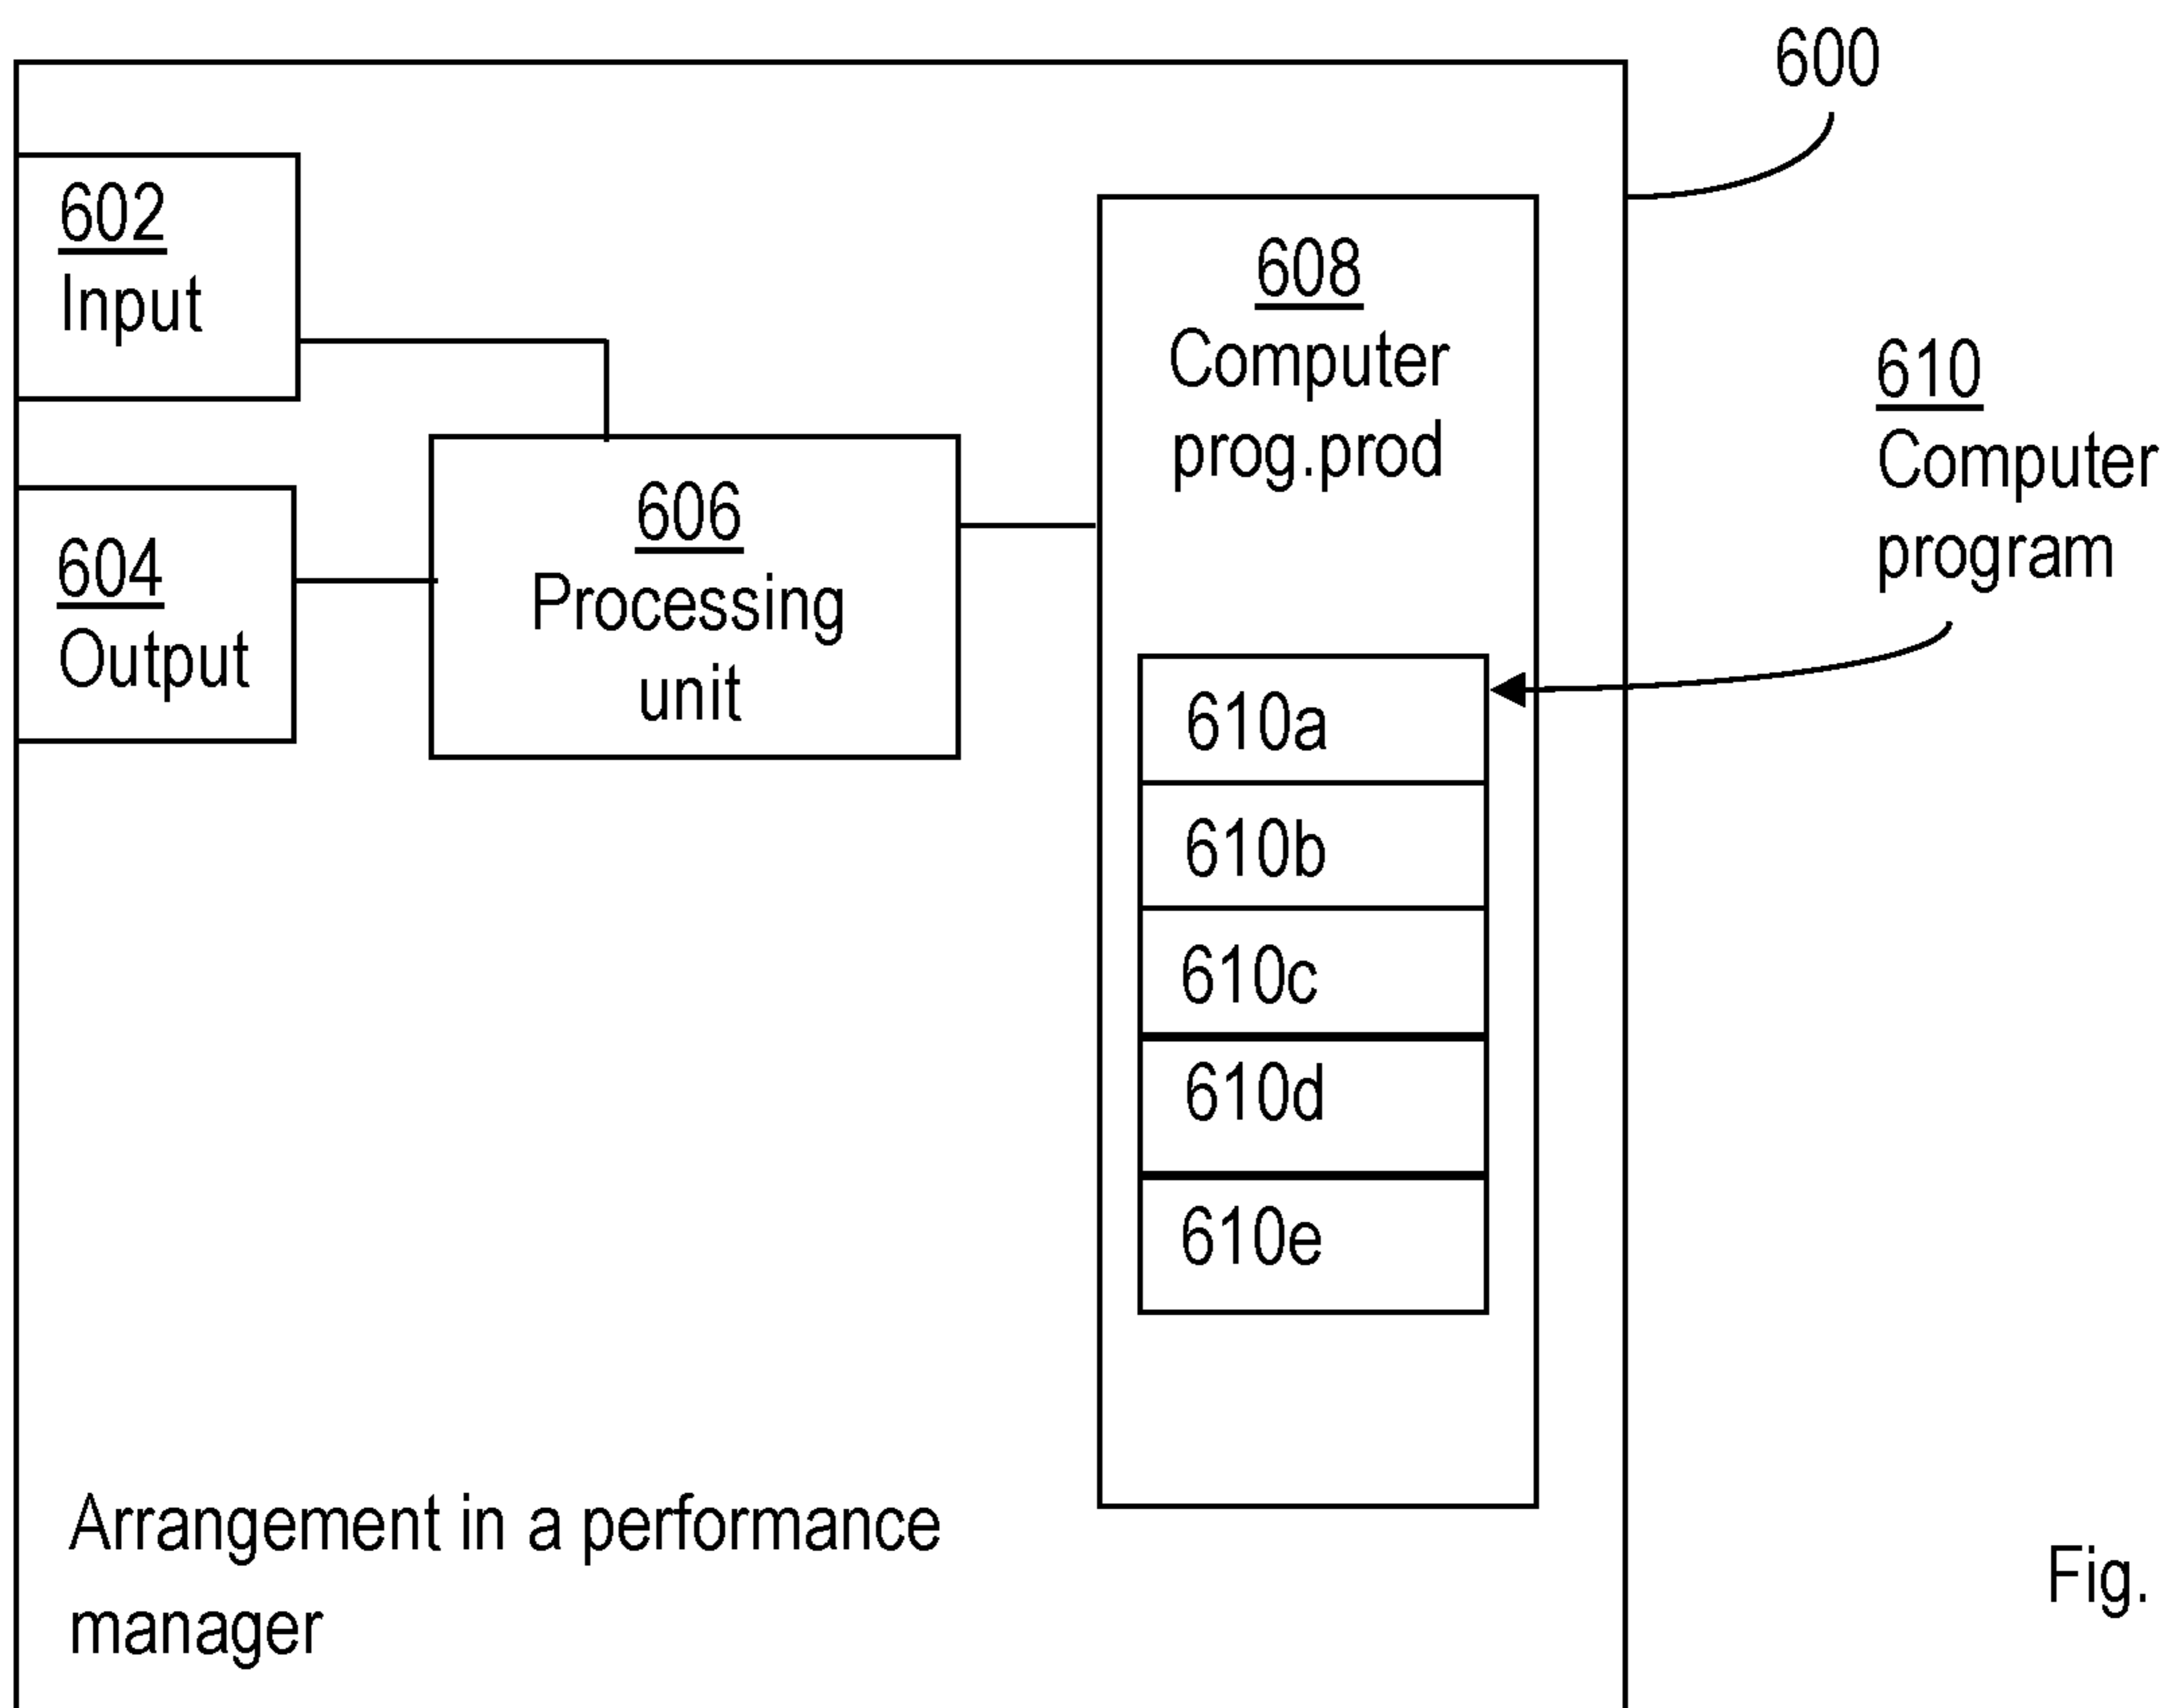 600
602
Input
604
Output
606
Processing
unit
608
Computer
prog.prod
610
Computer
program
610a
610b
610c
610d
610e
Arrangement in a performance
manager
Fig.